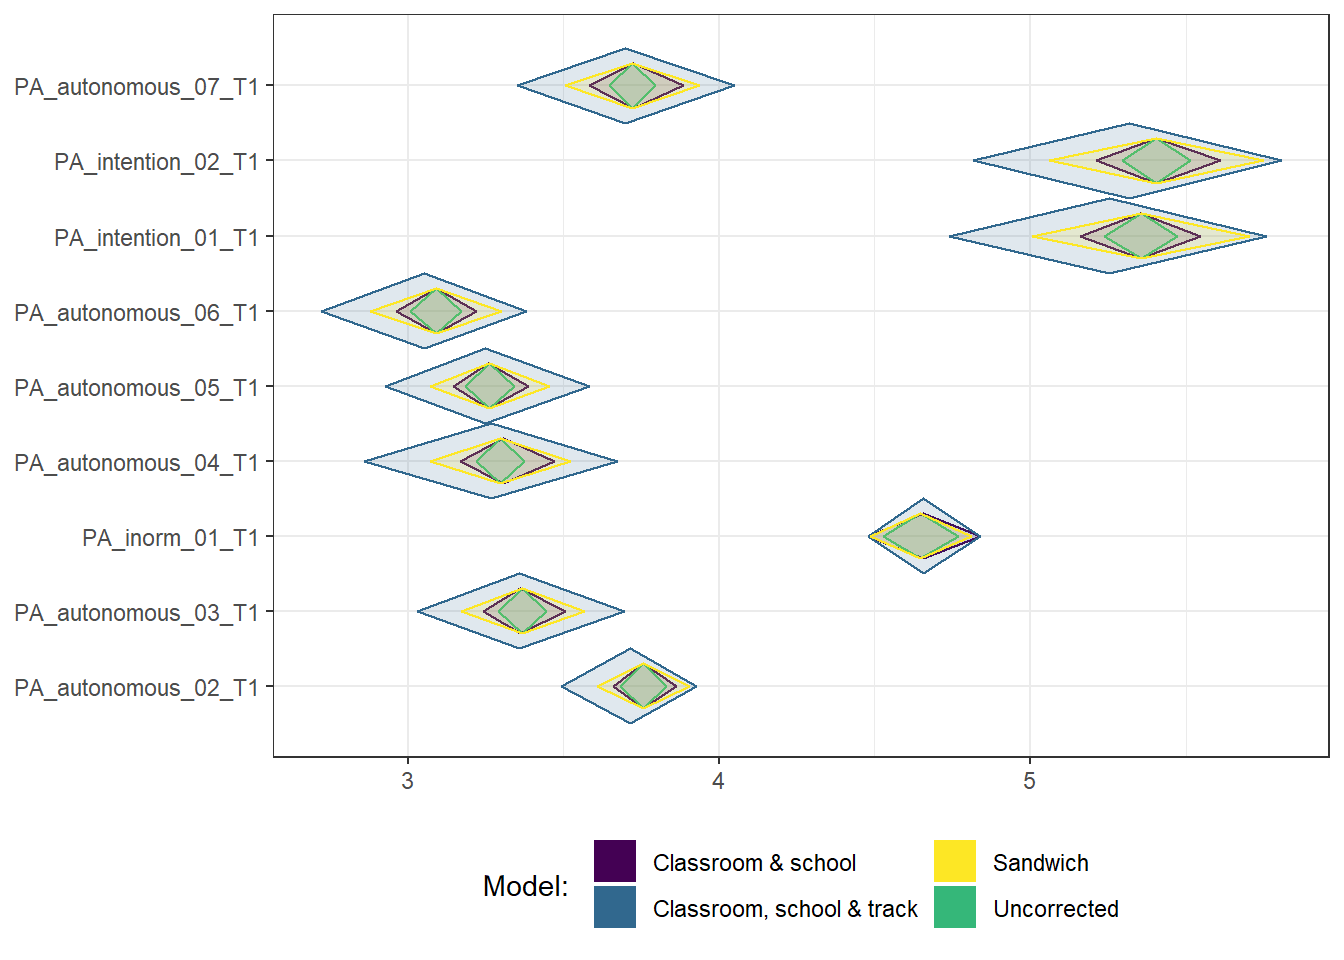 PA_autonomous_07_T1
PA_intention_02_T1
PA_intention_01_T1
PA_autonomous_06_T1
PA_autonomous_05_T1
PA_autonomous_04_T1
PA_inorm_01_T1
PA_autonomous_03_T1
PA_autonomous_02_T1
3 4 5
Model:
Classroom & school
Sandwich
Classroom, school & track
Uncorrected